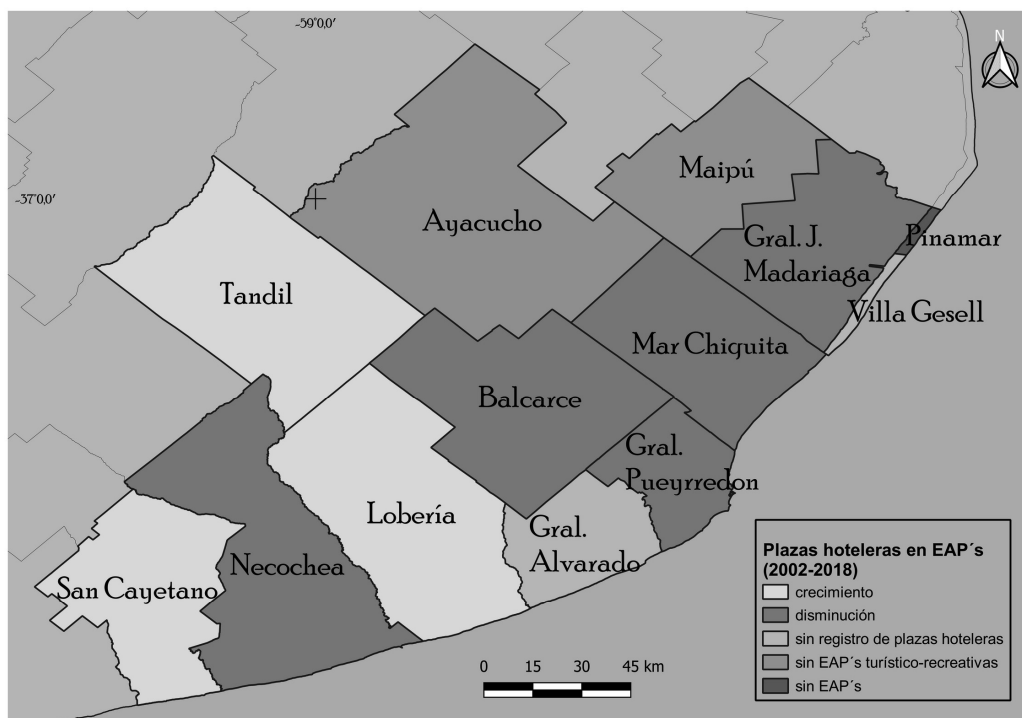 -59°0,0′
N
-37°0,0′
Maipú
Ayacucho
Gral. J.
Madariaga
Pinamar
Tandil
Villa Gesell
Mar Chiquita
Balcarce
Gral.
Pueyrredon
Lobería
Gral.
Alvarado
Necochea
San Cayetano
Plazas hoteleras en EAP´s
(2002-2018)
crecimiento
disminución
sin registro de plazas hoteleras
sin EAP´s turístico-recreativas
sin EAP´s
0 15 30 45 km